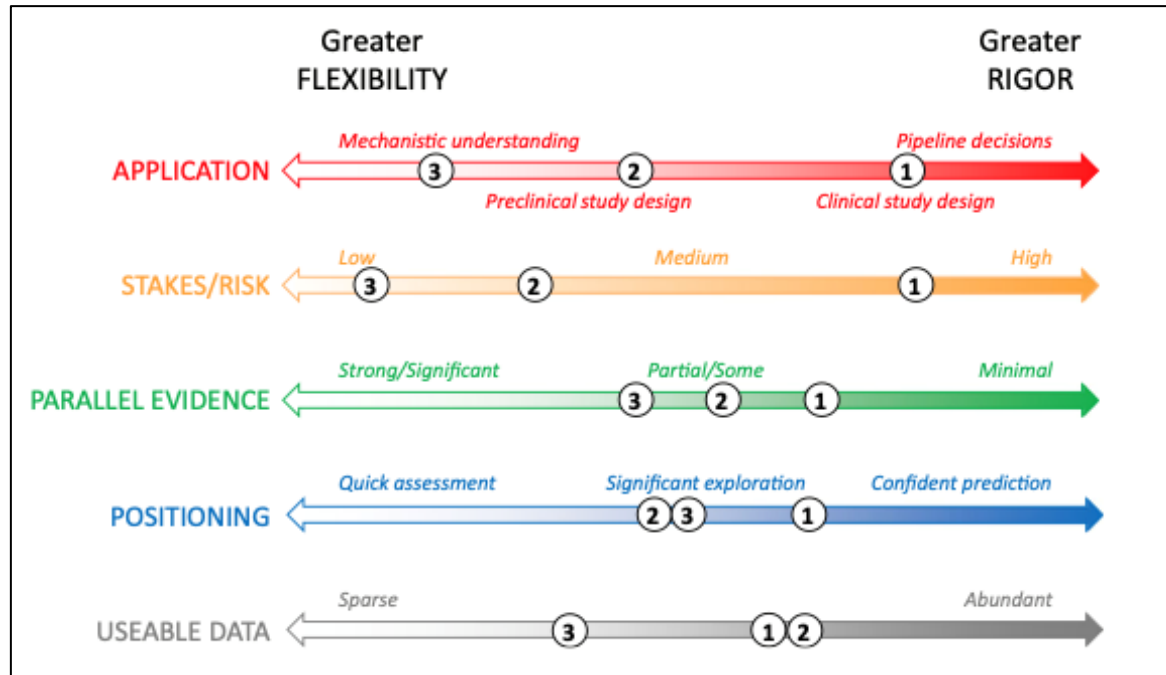 Greater
FLEXIBILITY
Greater
RIGOR
Mechanistic understanding
Pipeline decisions
APPLICATION
3
2
1
Preclinical study design
Clinical study design
Low
Medium
High
STAKES/RISK
3
2
1
Strong/Significant
Partial/Some
Minimal
PARALLEL EVIDENCE
3
2
1
Quick assessment
Significant exploration
Confident prediction
POSITIONING
2
3
1
Sparse
Abundant
USEABLE DATA
3
1
2